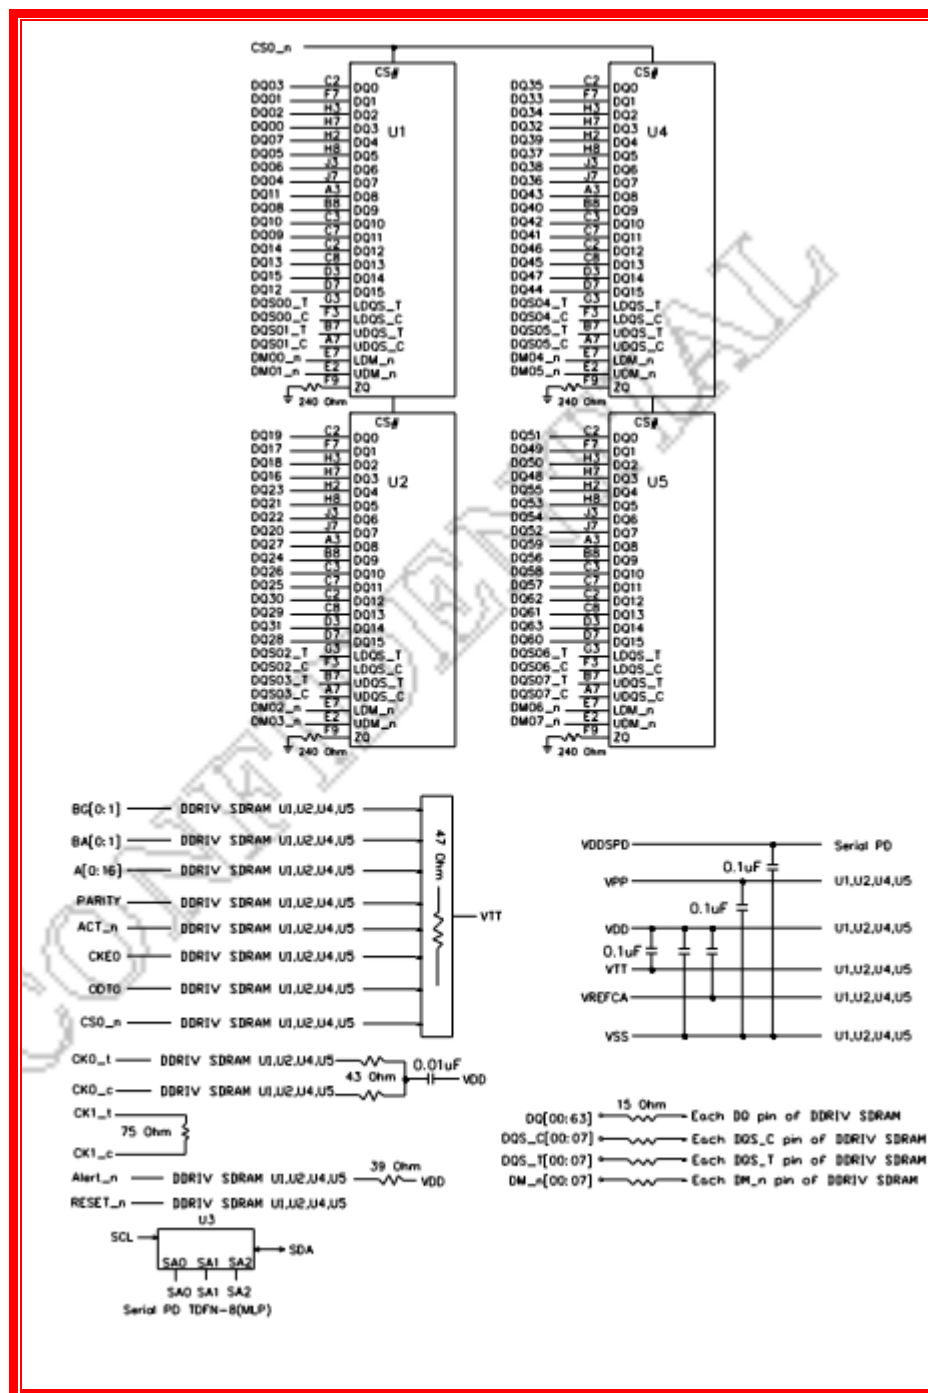 CS0_n
CS#
DQ03 C2 DQ0
DQ01 F7 DQ1
DQ02 H3 DQ2
DQ00 H7 DQ3
U1
DQ07 H2 DQ4
DQ05 H8 DQ5
DQ06 J3 DQ6
DQ04 J7 DQ7
DQ11 A3 DQ8
DQ08 B8 DQ9
DQ10 C3 DQ10
DQ09 C7 DQ11
DQ14 C2 DQ12
DQ13 C8 DQ13
DQ15 D3 DQ14
DQ12 D7 DQ15
DQS00_T G3 LDQS_T
DQS00_C F3 LDQS_C
DQS01_T B7 UDQS_T
DQS01_C A7 UDQS_C
DM00_n E7 LDM_n
DM01_n E2 UDM_n
F9 ZQ
240 Ohm
CS#
DQ35 C2 DQ0
DQ33 F7 DQ1
DQ34 H3 DQ2
DQ32 H7 DQ3
U4
DQ39 H2 DQ4
DQ37 H8 DQ5
DQ38 J3 DQ6
DQ36 J7 DQ7
DQ43 A3 DQ8
DQ40 B8 DQ9
DQ42 C3 DQ10
DQ41 C7 DQ11
DQ46 C2 DQ12
DQ45 C8 DQ13
DQ47 D3 DQ14
DQ44 D7 DQ15
DQS04_T G3 LDQS_T
DQS04_C F3 LDQS_C
DQS05_T B7 UDQS_T
DQS05_C A7 UDQS_C
DM04_n E7 LDM_n
DM05_n E2 UDM_n
F9 ZQ
240 Ohm
CS#
DQ19 C2 DQ0
DQ17 F7 DQ1
DQ18 H3 DQ2
DQ16 H7 DQ3
U2
DQ23 H2 DQ4
DQ21 H8 DQ5
DQ22 J3 DQ6
DQ20 J7 DQ7
DQ27 A3 DQ8
DQ24 B8 DQ9
DQ26 C3 DQ10
DQ25 C7 DQ11
DQ30 C2 DQ12
DQ29 C8 DQ13
DQ31 D3 DQ14
DQ28 D7 DQ15
DQS02_T G3 LDQS_T
DQS02_C F3 LDQS_C
DQS03_T B7 UDQS_T
DQS03_C A7 UDQS_C
DM02_n E7 LDM_n
DM03_n E2 UDM_n
F9 ZQ
240 Ohm
CS#
DQ51 C2 DQ0
DQ49 F7 DQ1
DQ50 H3 DQ2
DQ48 H7 DQ3
U5
DQ55 H2 DQ4
DQ53 H8 DQ5
DQ54 J3 DQ6
DQ52 J7 DQ7
DQ59 A3 DQ8
DQ56 B8 DQ9
DQ58 C3 DQ10
DQ57 C7 DQ11
DQ62 C2 DQ12
DQ61 C8 DQ13
DQ63 D3 DQ14
DQ60 D7 DQ15
DQS06_T G3 LDQS_T
DQS06_C F3 LDQS_C
DQS07_T B7 UDQS_T
DQS07_C A7 UDQS_C
DM06_n E7 LDM_n
DM07_n E2 UDM_n
F9 ZQ
240 Ohm
CONFIDENTIAL
BG[0:1] DDRIV SDRAM U1,U2,U4,U5
BA[0:1] DDRIV SDRAM U1,U2,U4,U5
A[0:16] DDRIV SDRAM U1,U2,U4,U5
PARITY DDRIV SDRAM U1,U2,U4,U5
ACT_n DDRIV SDRAM U1,U2,U4,U5
CKE0 DDRIV SDRAM U1,U2,U4,U5
ODT0 DDRIV SDRAM U1,U2,U4,U5
CS0_n DDRIV SDRAM U1,U2,U4,U5
47 Ohm
VTT
CK0_t DDRIV SDRAM U1,U2,U4,U5
43 Ohm
0.01uF
VDD
CK0_c DDRIV SDRAM U1,U2,U4,U5
CK1_t
75 Ohm
CK1_c
Alert_n DDRIV SDRAM U1,U2,U4,U5 39 Ohm VDD
RESET_n DDRIV SDRAM U1,U2,U4,U5
U3
SCL
SDA
SA0 SA1 SA2
SA0 SA1 SA2
Serial PD TDFN-8(MLP)
VDDSPD Serial PD
0.1uF
VPP U1,U2,U4,U5
0.1uF
VDD U1,U2,U4,U5
0.1uF
VTT U1,U2,U4,U5
VREFCA U1,U2,U4,U5
VSS U1,U2,U4,U5
15 Ohm
DQ[00:63] Each DQ pin of DDRIV SDRAM
DQS_C[00:07] Each DQS_C pin of DDRIV SDRAM
DQS_T[00:07] Each DQS_T pin of DDRIV SDRAM
DM_n[00:07] Each DM_n pin of DDRIV SDRAM